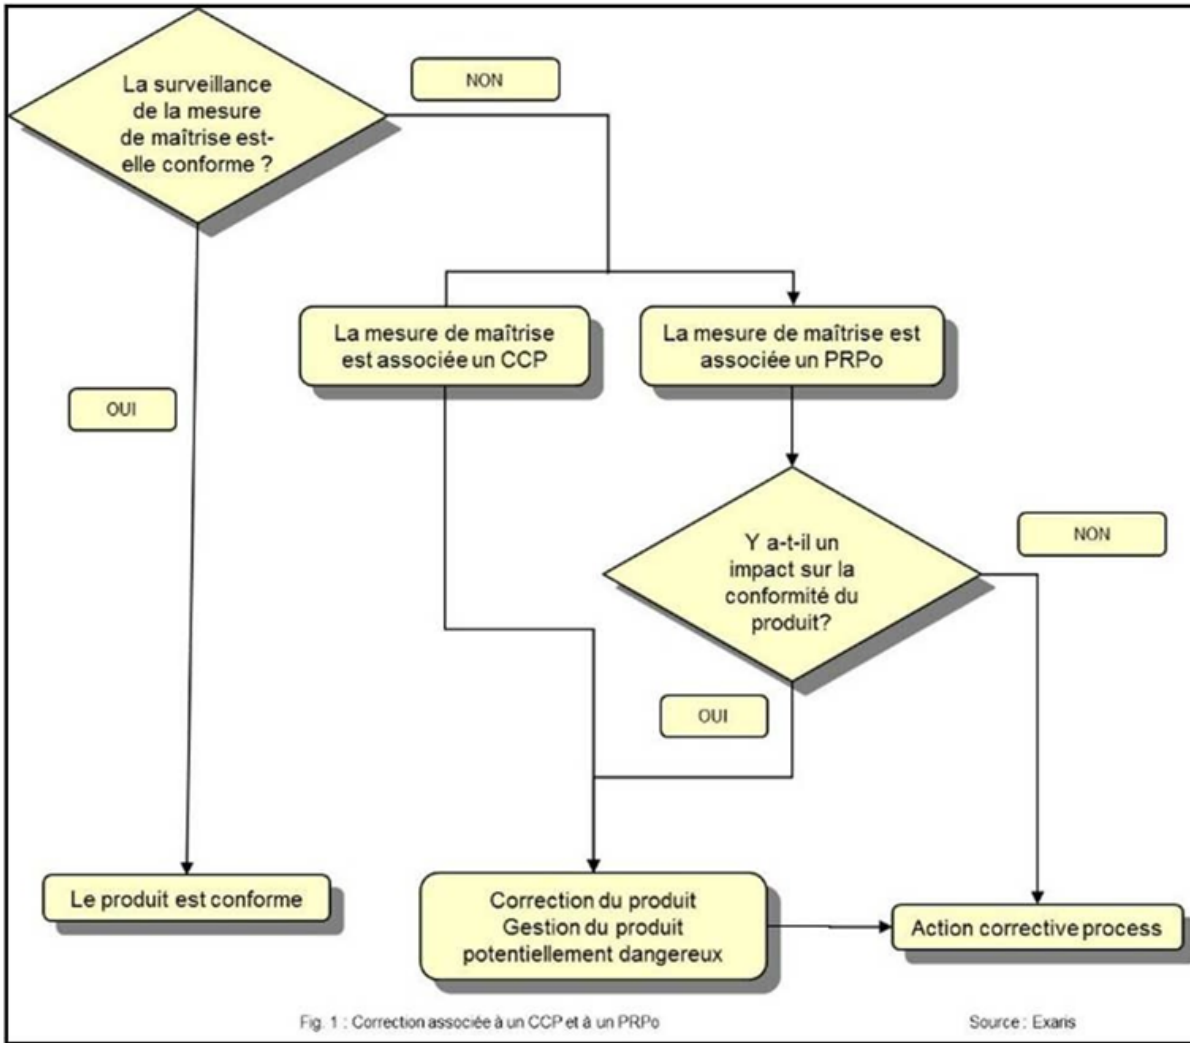 La surveillance
de la mesure
de maîtrise est-
elle conforme ?
NON
La mesure de maîtrise
est associée un CCP
La mesure de maîtrise est
associée un PRPo
OUI
Y a-t-il un
impact sur la
conformité du
produit?
NON
OUI
Le produit est conforme
Correction du produit
Gestion du produit
potentiellement dangereux
Action corrective process
Fig. 1 : Correction associée à un CCP et à un PRPo
Source : Exaris